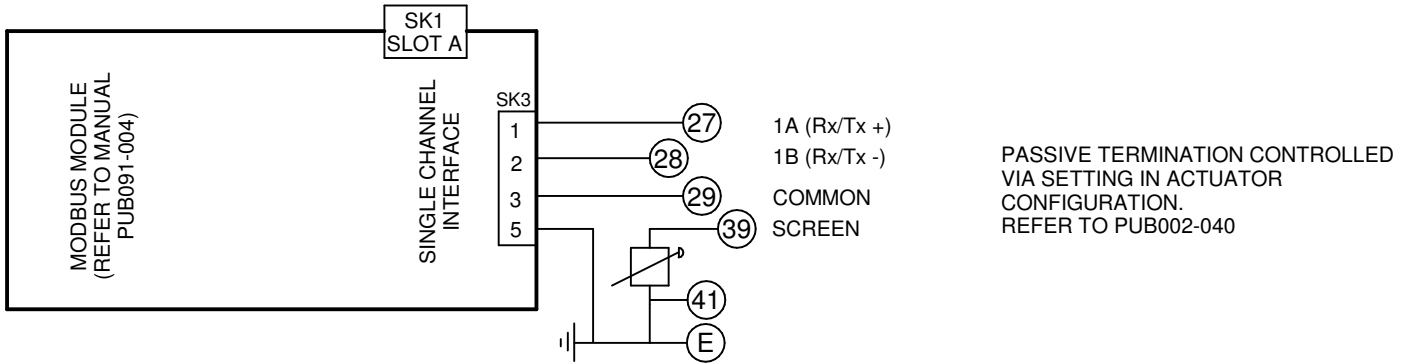 SK1
SLOT A
MODBUS MODULE
(REFER TO MANUAL
PUB091-004)
SINGLE CHANNEL
INTERFACE
SK3
1
2
3
5
27
1A (Rx/Tx +)
28
1B (Rx/Tx -)
29
COMMON
39
SCREEN
41
E
PASSIVE TERMINATION CONTROLLED
VIA SETTING IN ACTUATOR
CONFIGURATION.
REFER TO PUB002-040